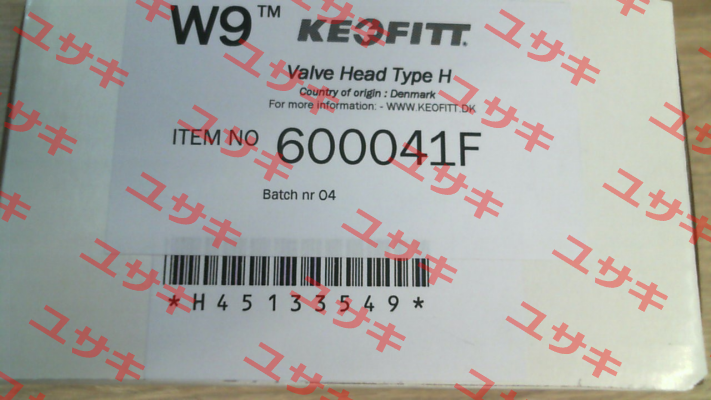 W9™ KEOFITT.
Valve Head Type H
Country of origin : Denmark
For more information: - WWW.KEOFITT.DK
ITEM NO 600041F
Batch nr 04
*H45133549*
ユサキ